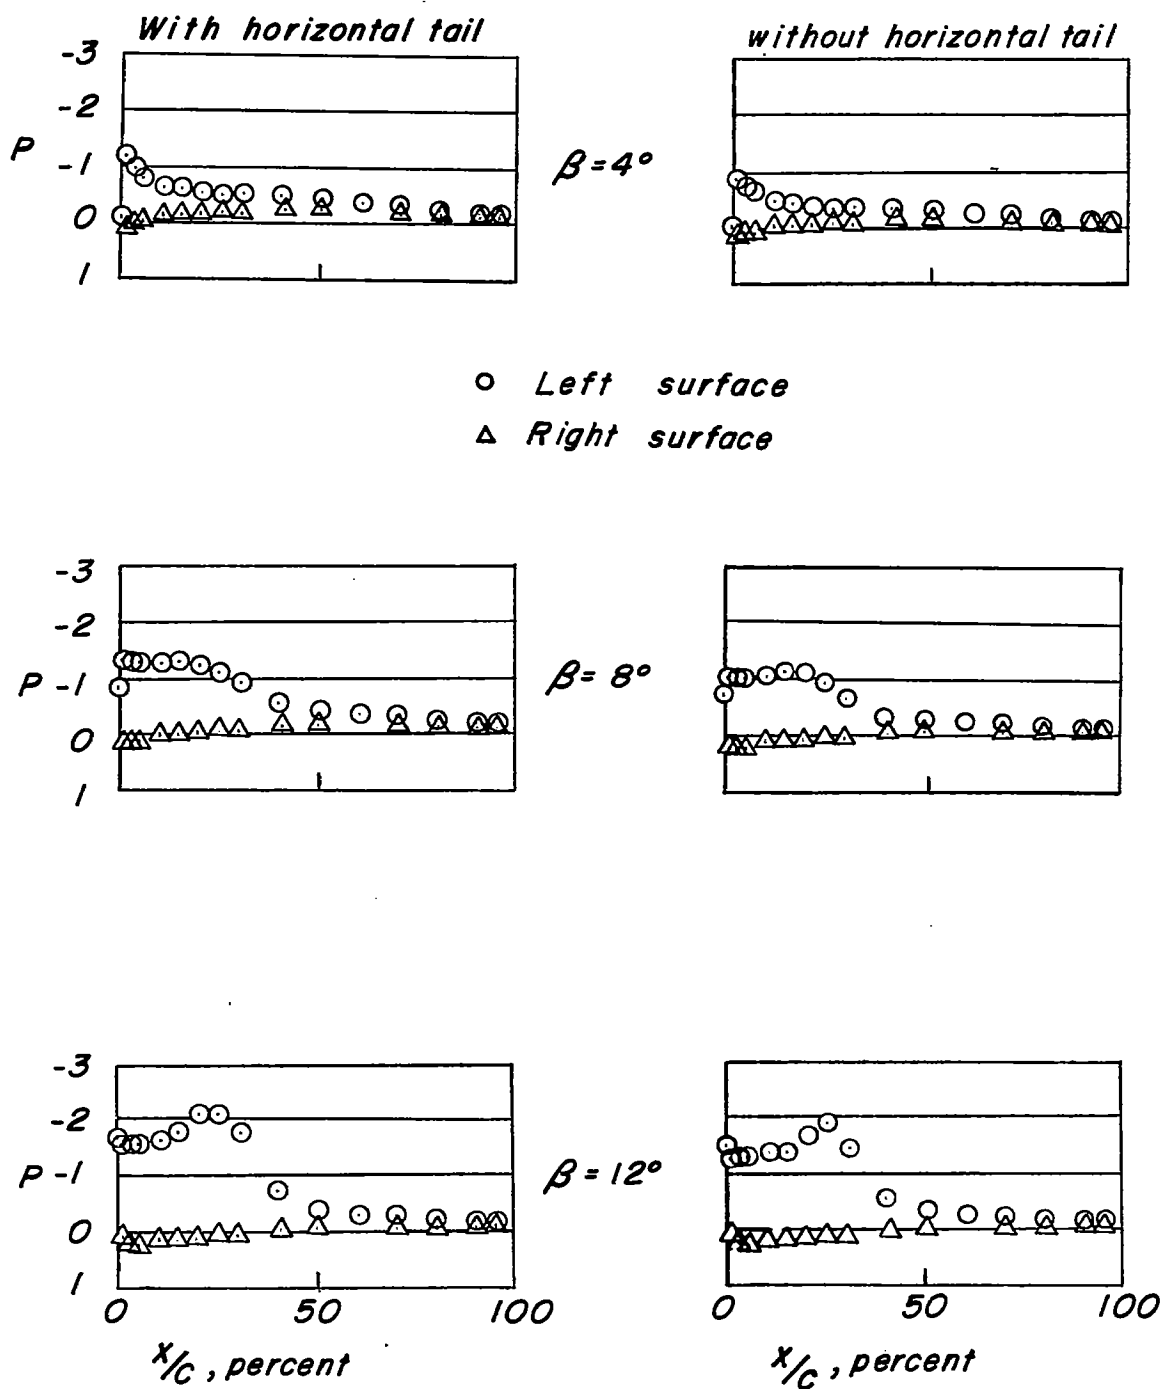 With horizontal tail
without horizontal tail
-3
-2
P
-1
0
1
β=4°
Left surface
Right surface
-3
-2
P -1
0
1
β= 8°
-3
-2
P -1
0
1
β= 12°
0 50 100
0 50 100
x/c, percent
x/c, percent